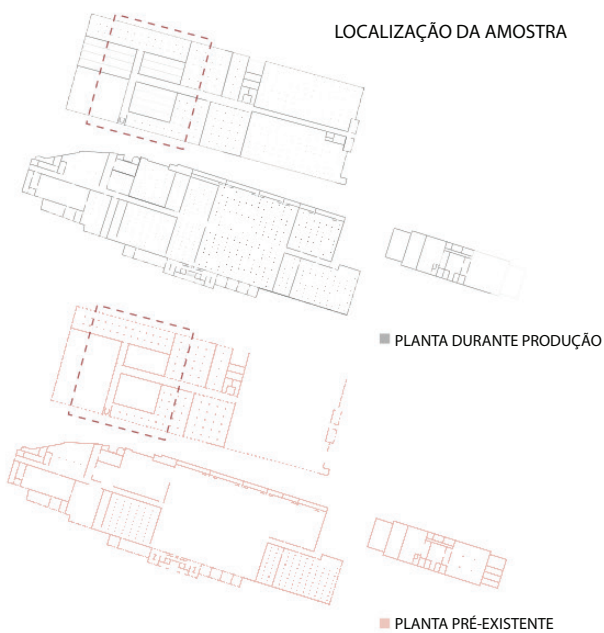 LOCALIZAÇÃO DA AMOSTRA
PLANTA DURANTE PRODUÇÃO
PLANTA PRÉ-EXISTENTE